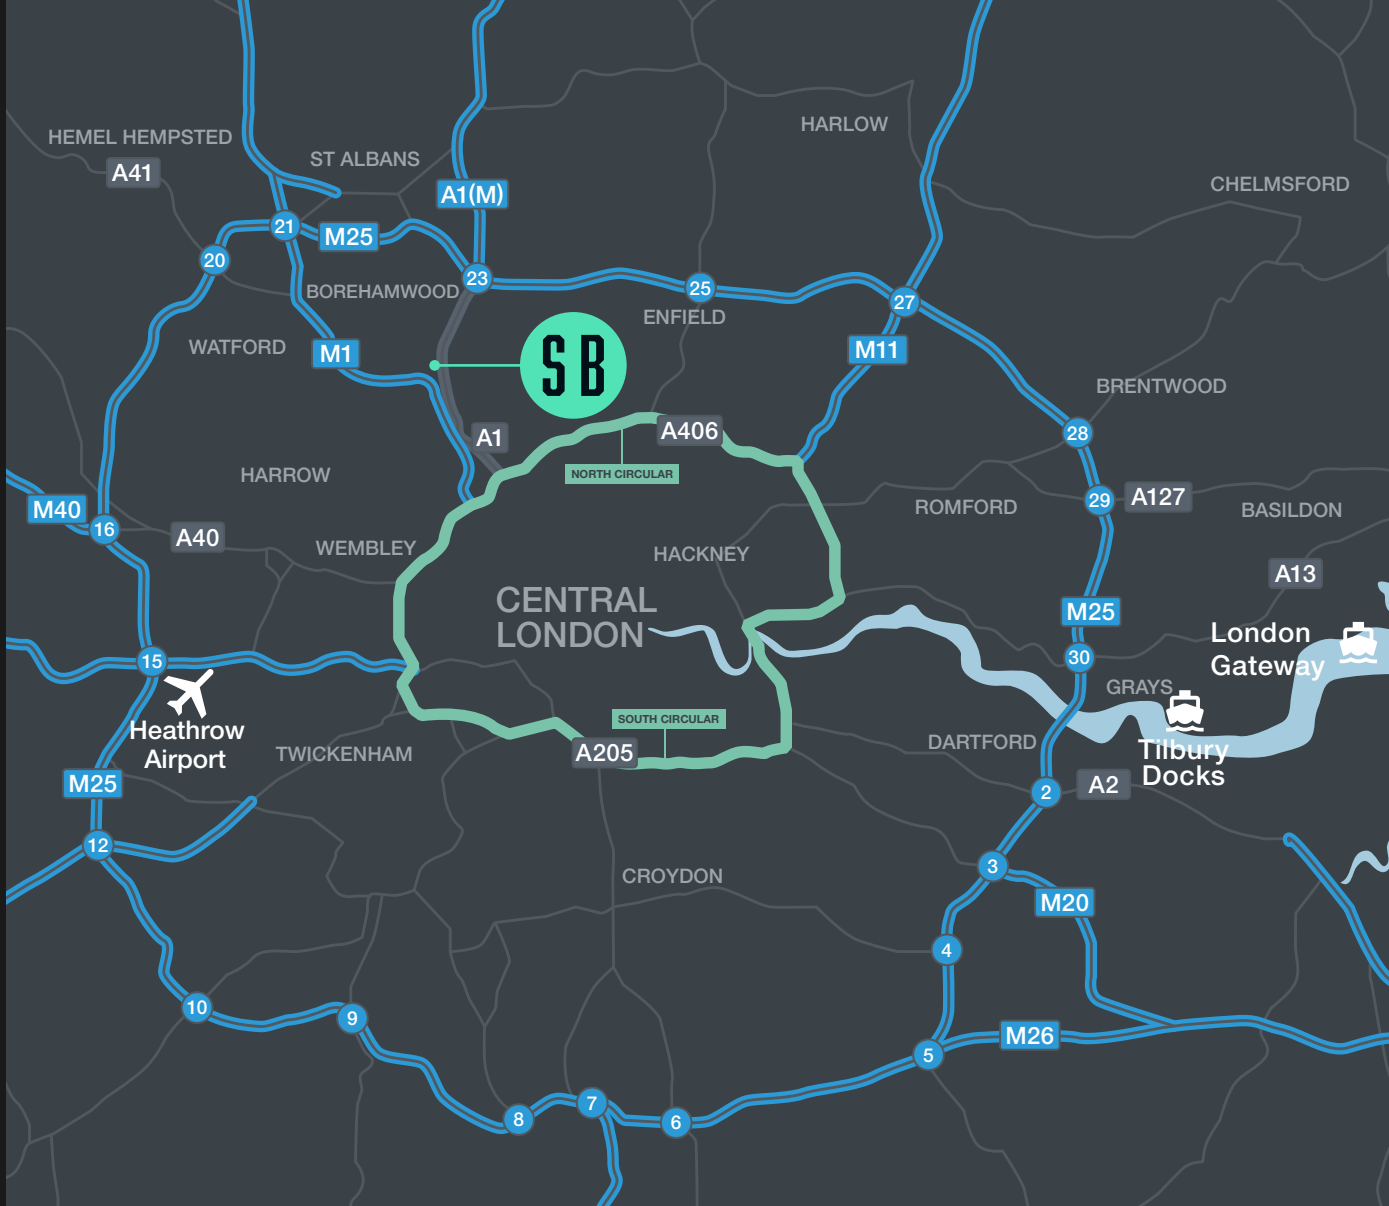 HARLOW
HEMEL HEMPSTED
ST ALBANS
A41
CHELMSFORD
A1(M)
21
M25
20
23
BOREHAMWOOD
25
27
ENFIELD
WATFORD
M1
M11
S B
BRENTWOOD
A1
A406
28
HARROW
NORTH CIRCULAR
29
A127
M40
ROMFORD
BASILDON
16
A40
WEMBLEY
HACKNEY
A13
CENTRAL
LONDON
M25
London
Gateway
15
30
GRAYS
Heathrow
Airport
SOUTH CIRCULAR
TWICKENHAM
A205
DARTFORD
Tilbury
Docks
M25
2
A2
12
3
CROYDON
M20
4
10
9
M26
5
7
8
6